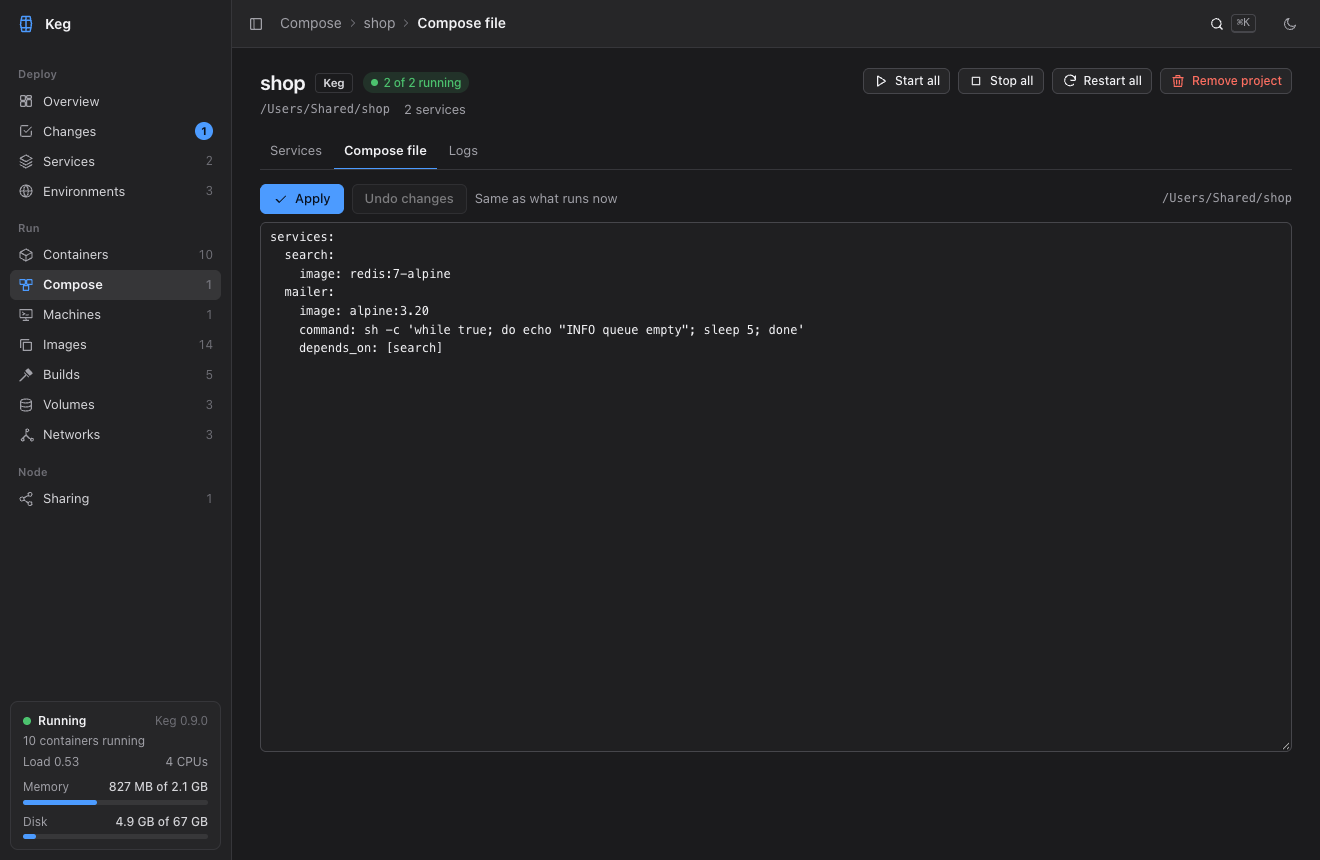 Keg
Compose > shop > Compose file
⌘K
Deploy
Overview
Changes 1
Services 2
Environments 3
Run
Containers 10
Compose 1
Machines 1
Images 14
Builds 5
Volumes 3
Networks 3
Node
Sharing 1
Running Keg 0.9.0
10 containers running
Load 0.53 4 CPUs
Memory 827 MB of 2.1 GB
Disk 4.9 GB of 67 GB
shop Keg 2 of 2 running
Start all Stop all Restart all Remove project
/Users/Shared/shop 2 services
Services Compose file Logs
Apply Undo changes Same as what runs now /Users/Shared/shop
services:
  search:
    image: redis:7-alpine
  mailer:
    image: alpine:3.20
    command: sh -c 'while true; do echo "INFO queue empty"; sleep 5; done'
    depends_on: [search]